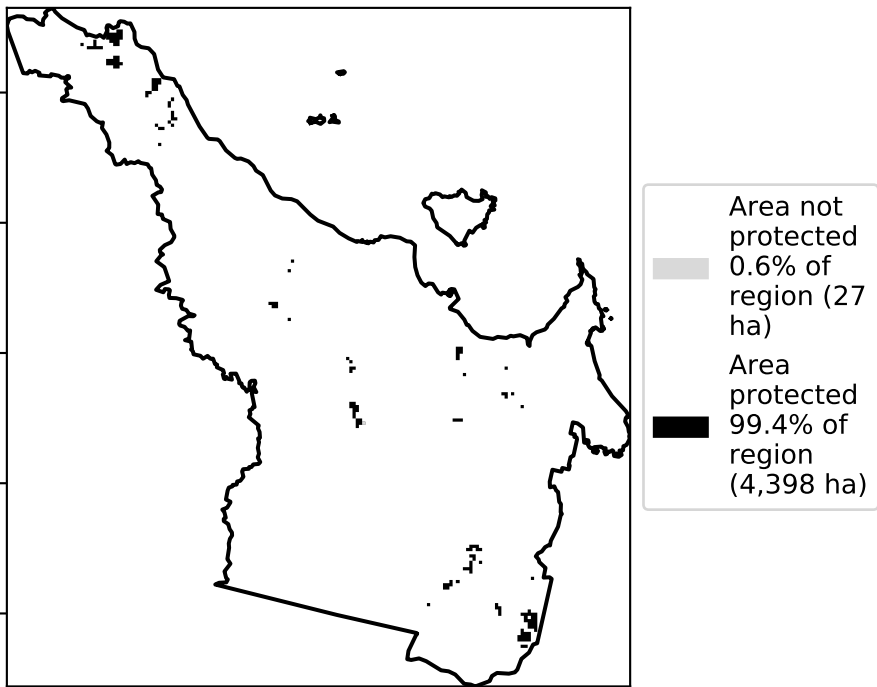 Area not
protected
0.6% of
region (27
ha)
Area
protected
99.4% of
region
(4,398 ha)